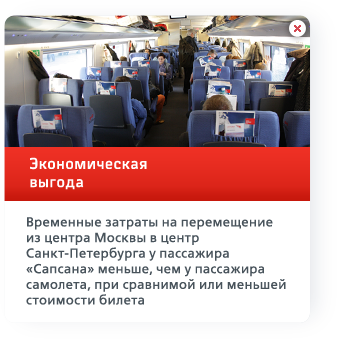 Экономическая
выгода
Временные затраты на перемещение
из центра Москвы в центр
Санкт-Петербурга у пассажира
«Сапсана» меньше, чем у пассажира
самолета, при сравнимой или меньшей
стоимости билета